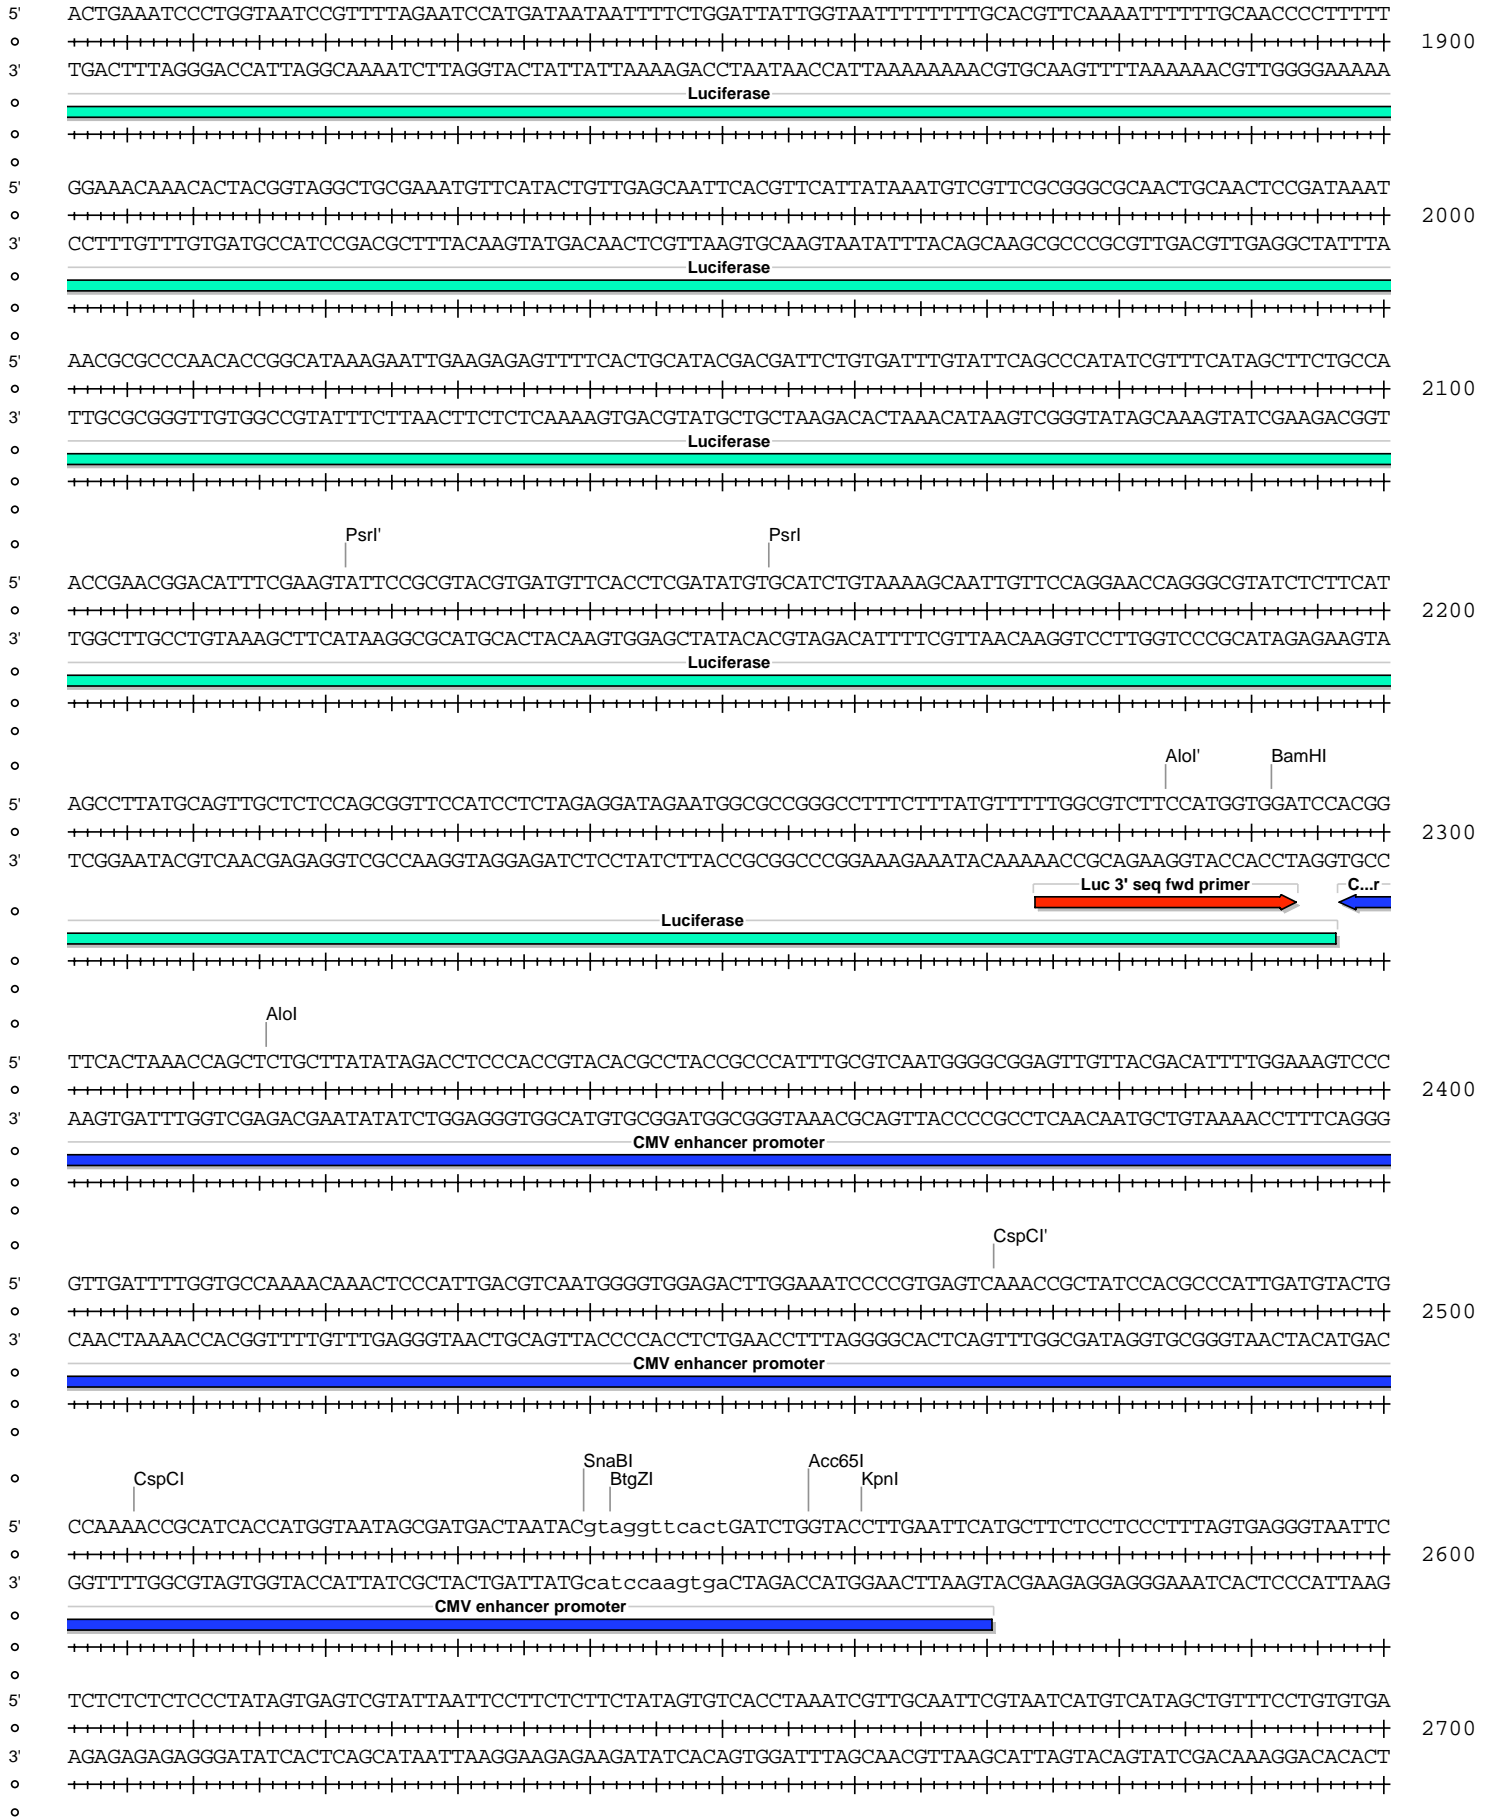 5' ACTGAAATCCCTGGTAATCCGTTTTAGAATCCATGATAATAATTTTCTGGATTATTGGTAATTTTTTTTGCACGTTCAAAATTTTTTGCAACCCCTTTTT
1900
3' TGACTTTAGGGACCATTAGGCAAAATCTTAGGTACTATTATTAAAAGACCTAATAACCATTAAAAAAAACGTGCAAGTTTTAAAAAACGTTGGGGAAAAA
Luciferase
5' GGAAACAAACACTACGGTAGGCTGCGAAATGTTCATACTGTTGAGCAATTCACGTTCATTATAAATGTCGTTCGCGGGCGCAACTGCAACTCCGATAAAT
2000
3' CCTTTGTTTGTGATGCCATCCGACGCTTTACAAGTATGACAACTCGTTAAGTGCAAGTAATATTTACAGCAAGCGCCCGCGTTGACGTTGAGGCTATTTA
Luciferase
5' AACGCGCCCAACACCGGCATAAAGAATTGAAGAGAGTTTTCACTGCATACGACGATTCTGTGATTTGTATTCAGCCCATATCGTTTCATAGCTTCTGCCA
2100
3' TTGCGCGGGTTGTGGCCGTATTTCTTAACTTCTCTCAAAAGTGACGTATGCTGCTAAGACACTAAACATAAGTCGGGTATAGCAAAGTATCGAAGACGGT
Luciferase
PsrI' PsrI
5' ACCGAACGGACATTTCGAAGTATTCCGCGTACGTGATGTTCACCTCGATATGTGCATCTGTAAAAGCAATTGTTCCAGGAACCAGGGCGTATCTCTTCAT
2200
3' TGGCTTGCCTGTAAAGCTTCATAAGGCGCATGCACTACAAGTGGAGCTATACACGTAGACATTTTCGTTAACAAGGTCCTTGGTCCCGCATAGAGAAGTA
Luciferase
AloI' BamHI
5' AGCCTTATGCAGTTGCTCTCCAGCGGTTCCATCCTCTAGAGGATAGAATGGCGCCGGGCCTTTCTTTATGTTTTTGGCGTCTTCCATGGTGGATCCACGG
2300
3' TCGGAATACGTCAACGAGAGGTCGCCAAGGTAGGAGATCTCCTATCTTACCGCGGCCCGGAAAGAAATACAAAAACCGCAGAAGGTACCACCTAGGTGCC
Luc 3' seq fwd primer C...r
Luciferase
AloI
5' TTCACTAAACCAGCTCTGCTTATATAGACCTCCCACCGTACACGCCTACCGCCCATTTGCGTCAATGGGGCGGAGTTGTTACGACATTTTGGAAAGTCCC
2400
3' AAGTGATTTGGTCGAGACGAATATATCTGGAGGGTGGCATGTGCGGATGGCGGGTAAACGCAGTTACCCCGCCTCAACAATGCTGTAAAACCTTTCAGGG
CMV enhancer promoter
CspCI'
5' GTTGATTTTGGTGCCAAAACAAACTCCCATTGACGTCAATGGGGTGGAGACTTGGAAATCCCCGTGAGTCAAACCGCTATCCACGCCCATTGATGTACTG
2500
3' CAACTAAAACCACGGTTTTGTTTGAGGGTAACTGCAGTTACCCCACCTCTGAACCTTTAGGGGCACTCAGTTTGGCGATAGGTGCGGGTAACTACATGAC
CMV enhancer promoter
SnaBI Acc65I
CspCI BtgZI KpnI
5' CCAAAACCGCATCACCATGGTAATAGCGATGACTAATACgtaggttcactGATCTGGTACCTTGAATTCATGCTTCTCCTCCCTTTAGTGAGGGTAATTC
2600
3' GGTTTTGGCGTAGTGGTACCATTATCGCTACTGATTATGcatccaagtgaCTAGACCATGGAACTTAAGTACGAAGAGGAGGGAAATCACTCCCATTAAG
CMV enhancer promoter
5' TCTCTCTCTCCCTATAGTGAGTCGTATTAATTCCTTCTCTTCTATAGTGTCACCTAAATCGTTGCAATTCGTAATCATGTCATAGCTGTTTCCTGTGTGA
2700
3' AGAGAGAGAGGGATATCACTCAGCATAATTAAGGAAGAGAAGATATCACAGTGGATTTAGCAACGTTAAGCATTAGTACAGTATCGACAAAGGACACACT